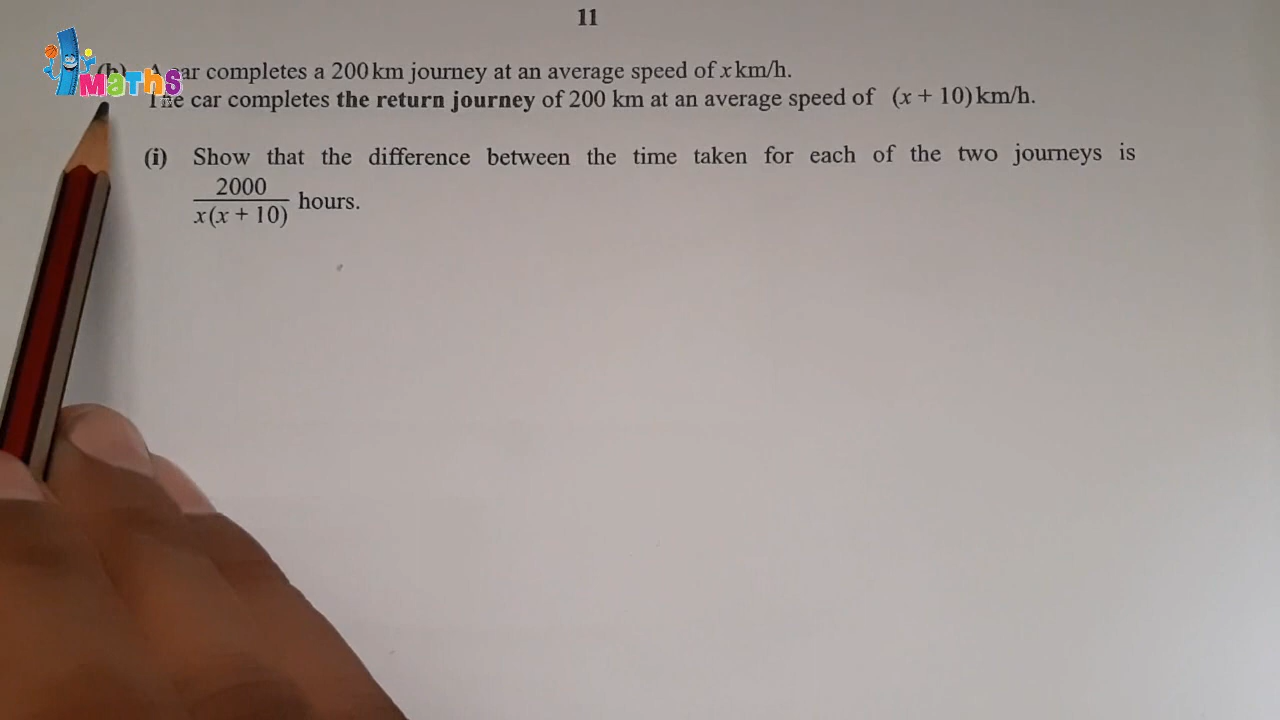 11
(b) A car completes a 200 km journey at an average speed of x km/h.
MaTHS
The car completes the return journey of 200 km at an average speed of (x + 10) km/h.
(i) Show that the difference between the time taken for each of the two journeys is
2000
x(x + 10) hours.